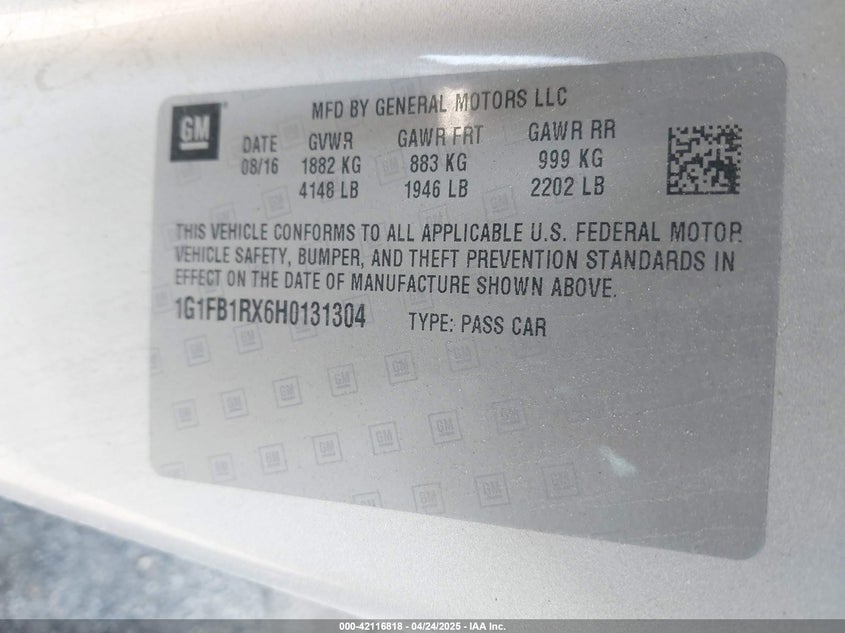 GM
MFD BY GENERAL MOTORS LLC
DATE GVWR GAWR FRT GAWR RR
08/16 1882 KG 883 KG 999 KG
4148 LB 1946 LB 2202 LB
THIS VEHICLE CONFORMS TO ALL APPLICABLE U.S. FEDERAL MOTOR
VEHICLE SAFETY, BUMPER, AND THEFT PREVENTION STANDARDS IN
EFFECT ON THE DATE OF MANUFACTURE SHOWN ABOVE.
1G1FB1RX6H0131304 TYPE: PASS CAR
000-42116818 - 04/24/2025 - IAA Inc.